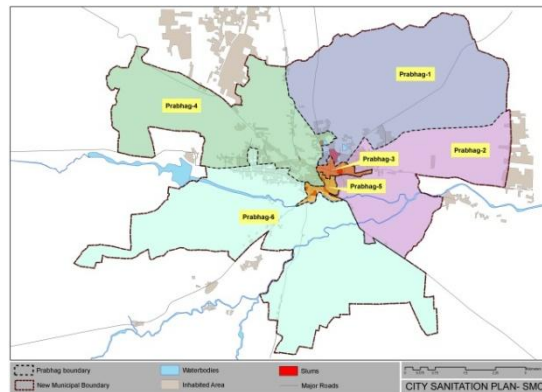 Prabhag-1
Prabhag-4
Prabhag-2
Prabhag-3
Prabhag-5
Prabhag-6
Prabhag boundary
Waterbodies
Slums
New Municipal Boundary
Inhabited Area
Major Roads
CITY SANITATION PLAN- SMC